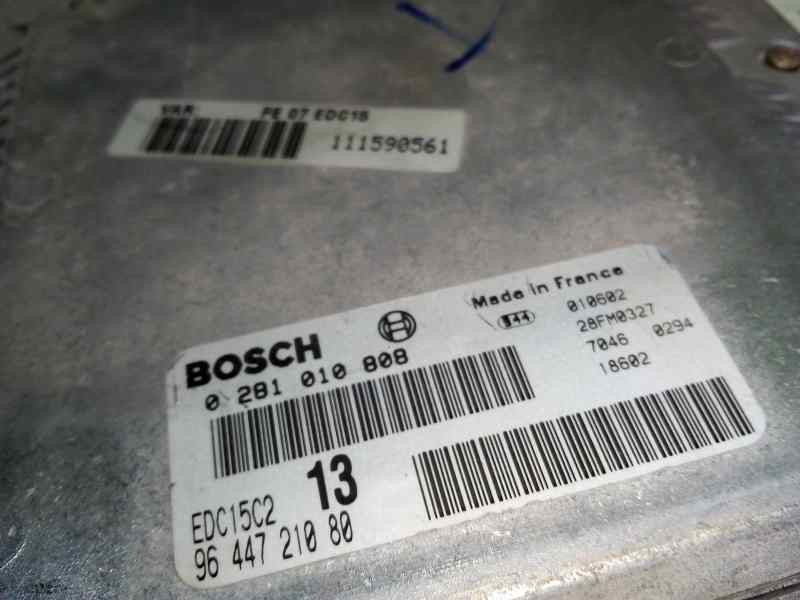 VAR: PE 07 EDC15
111590561
Made in France
BOSCH
010602
28FM0327
0 281 010 808
7046 0294
18602
13
EDC15C2
96 447 210 80